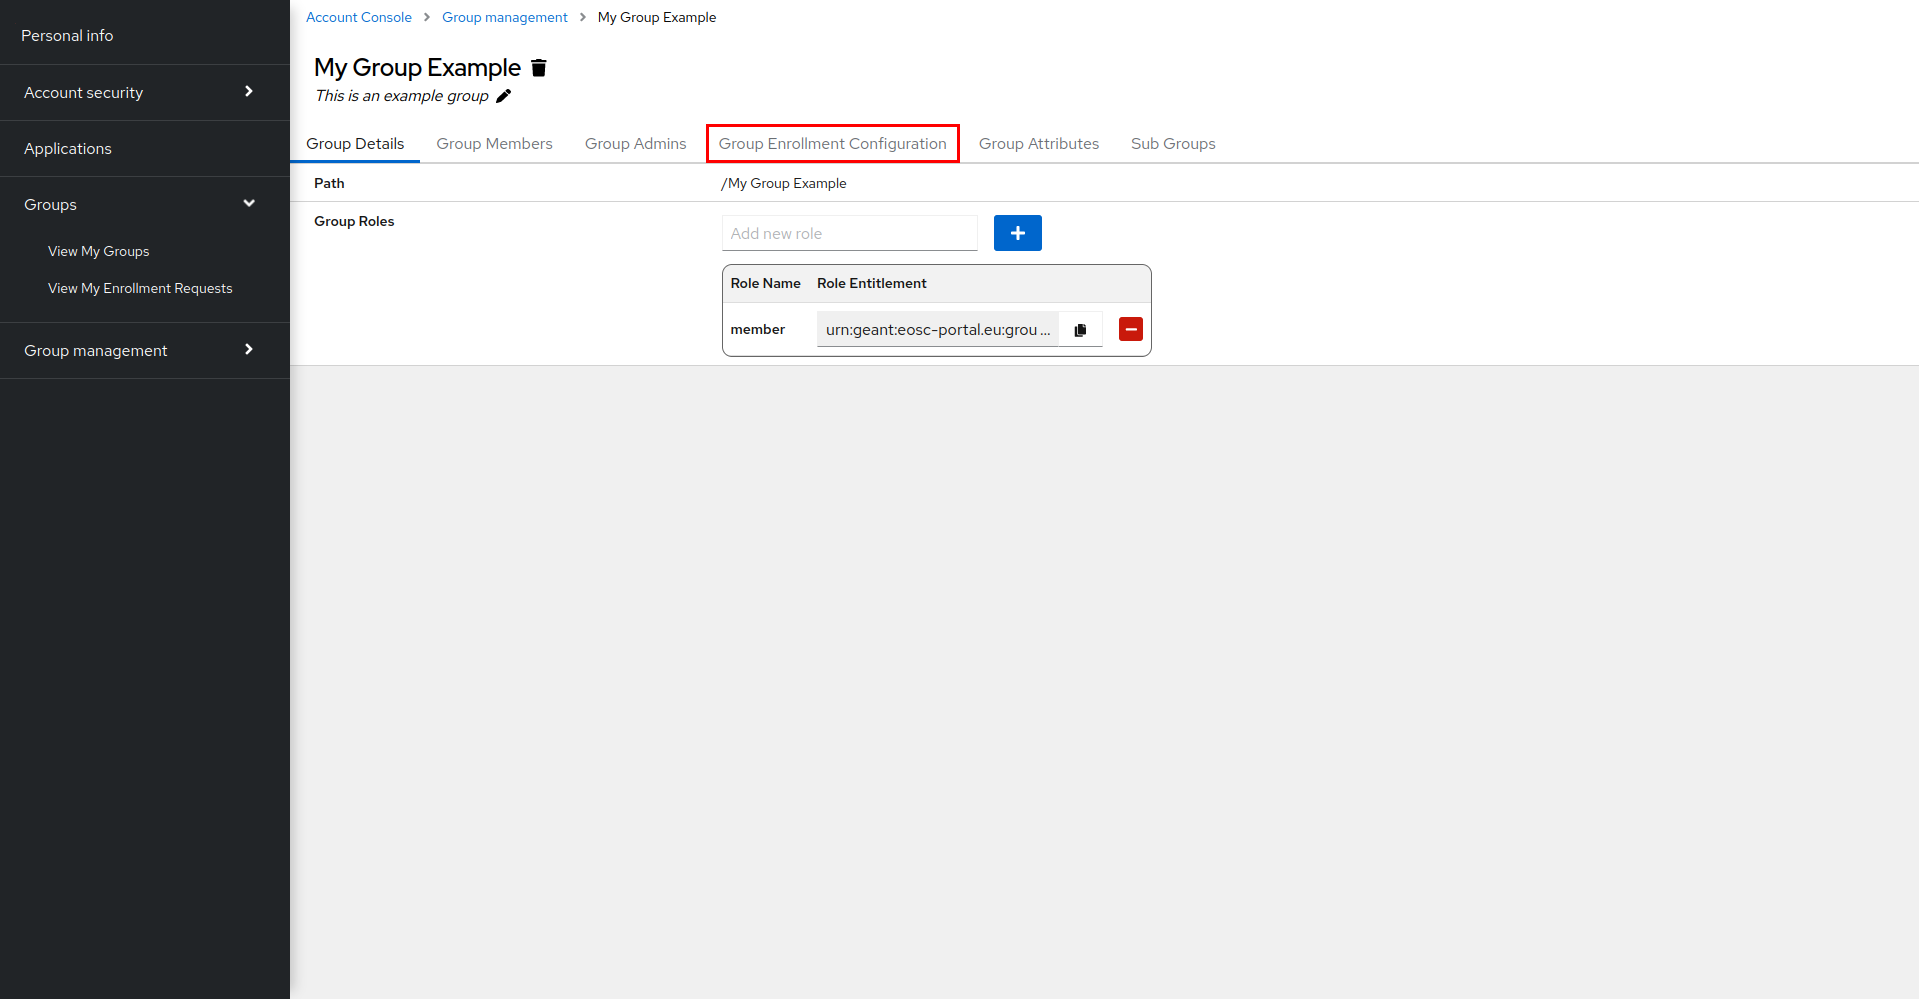 Personal info
Account security
Applications
Groups
View My Groups
View My Enrollment Requests
Group management
Account Console > Group management > My Group Example
My Group Example
This is an example group
Group Details Group Members Group Admins Group Enrollment Configuration Group Attributes Sub Groups
Path /My Group Example
Group Roles Add new role
Role Name Role Entitlement
member urn:geant:eosc-portal.eu:grou ...